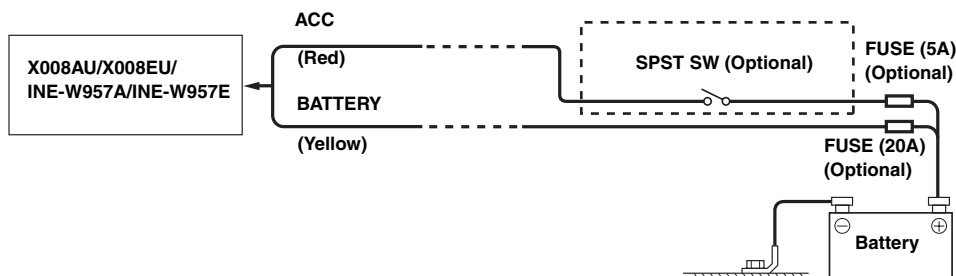 ACC
(Red)
X008AU/X008EU/
INE-W957A/INE-W957E
BATTERY
(Yellow)
SPST SW (Optional)
FUSE (5A)
(Optional)
FUSE (20A)
(Optional)
Battery